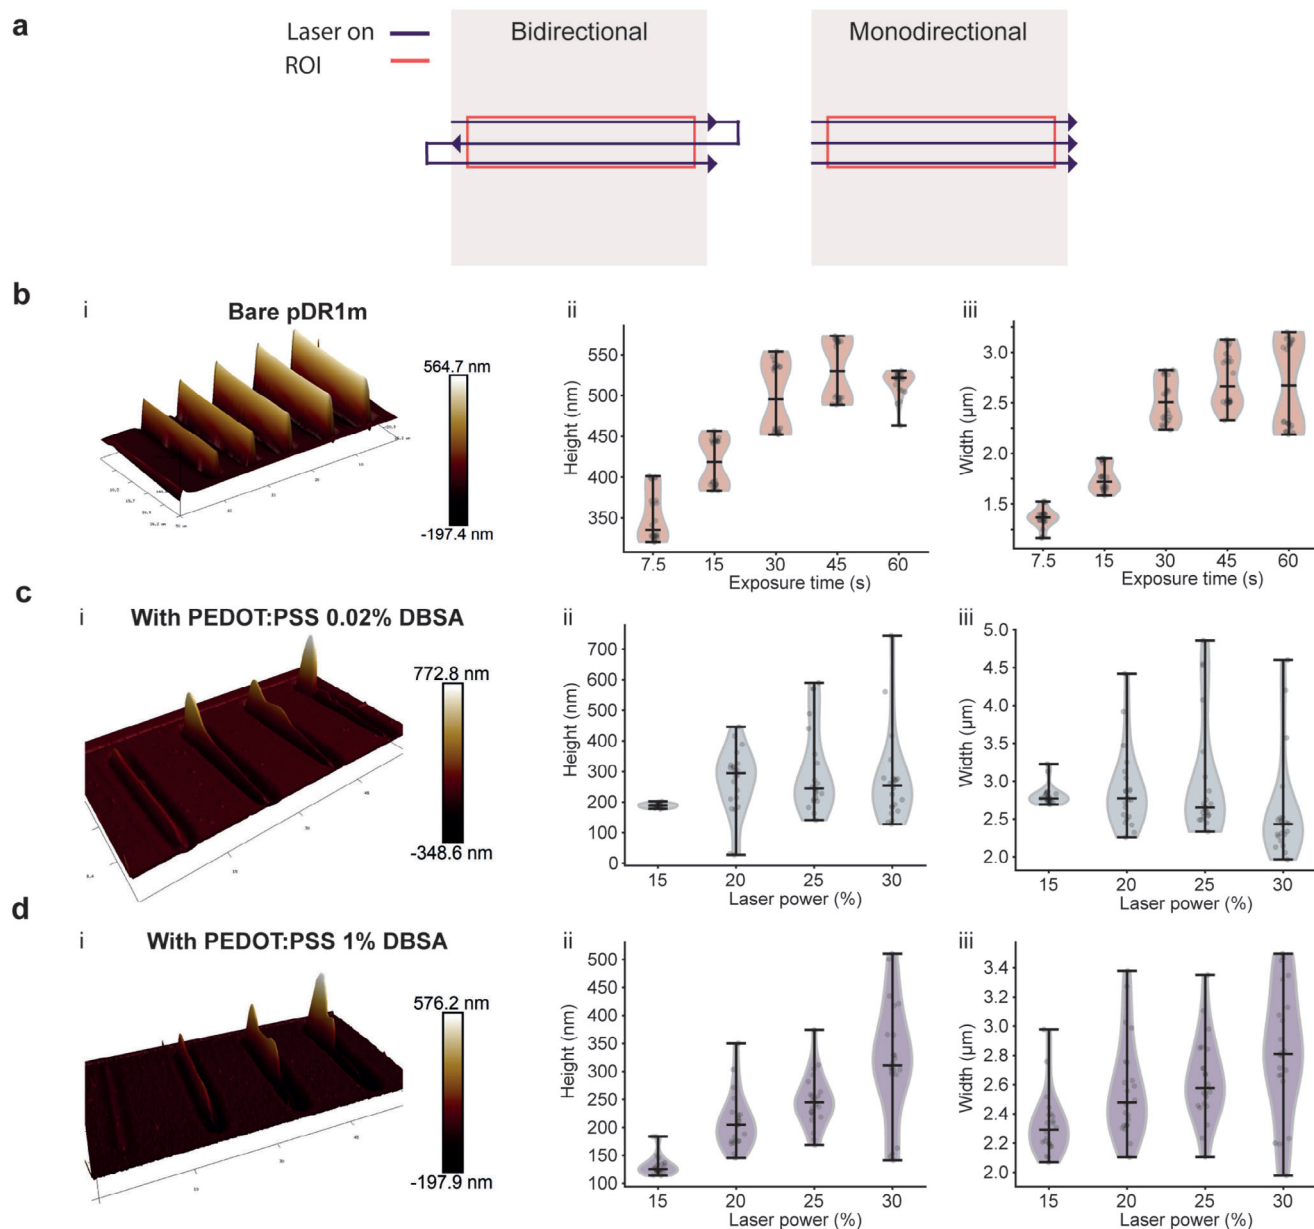 a
Laser on
ROI
Bidirectional
Monodirectional
b
i
Bare pDR1m
564.7 nm
-197.4 nm
ii
Height (nm)
550
500
450
400
350
7.5 15 30 45 60
Exposure time (s)
iii
Width (µm)
3.0
2.5
2.0
1.5
7.5 15 30 45 60
Exposure time (s)
c
i
With PEDOT:PSS 0.02% DBSA
772.8 nm
-348.6 nm
ii
Height (nm)
700
600
500
400
300
200
100
0
15 20 25 30
Laser power (%)
iii
Width (µm)
5.0
4.5
4.0
3.5
3.0
2.5
2.0
15 20 25 30
Laser power (%)
d
i
With PEDOT:PSS 1% DBSA
576.2 nm
-197.9 nm
ii
Height (nm)
500
450
400
350
300
250
200
150
100
15 20 25 30
Laser power (%)
iii
Width (µm)
3.4
3.2
3.0
2.8
2.6
2.4
2.2
2.0
15 20 25 30
Laser power (%)